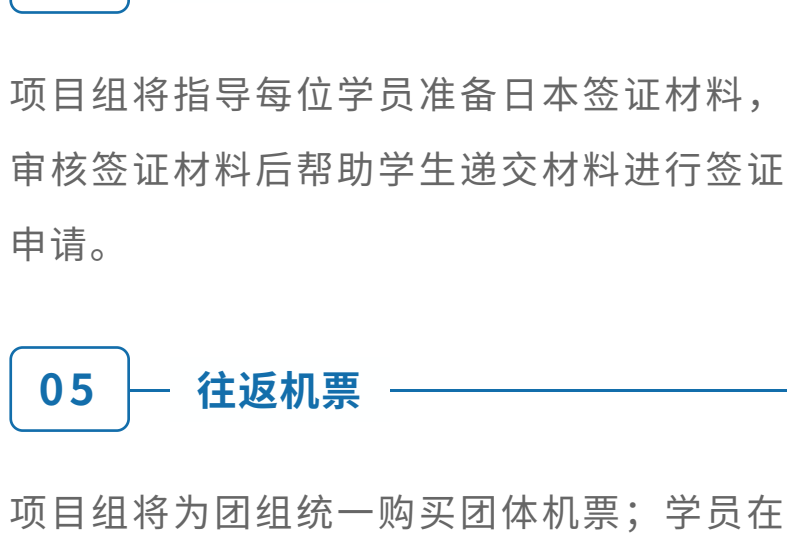 项目组将指导每位学员准备日本签证材料，
审核签证材料后帮助学生递交材料进行签证
申请。
05 往返机票
项目组将为团组统一购买团体机票；学员在